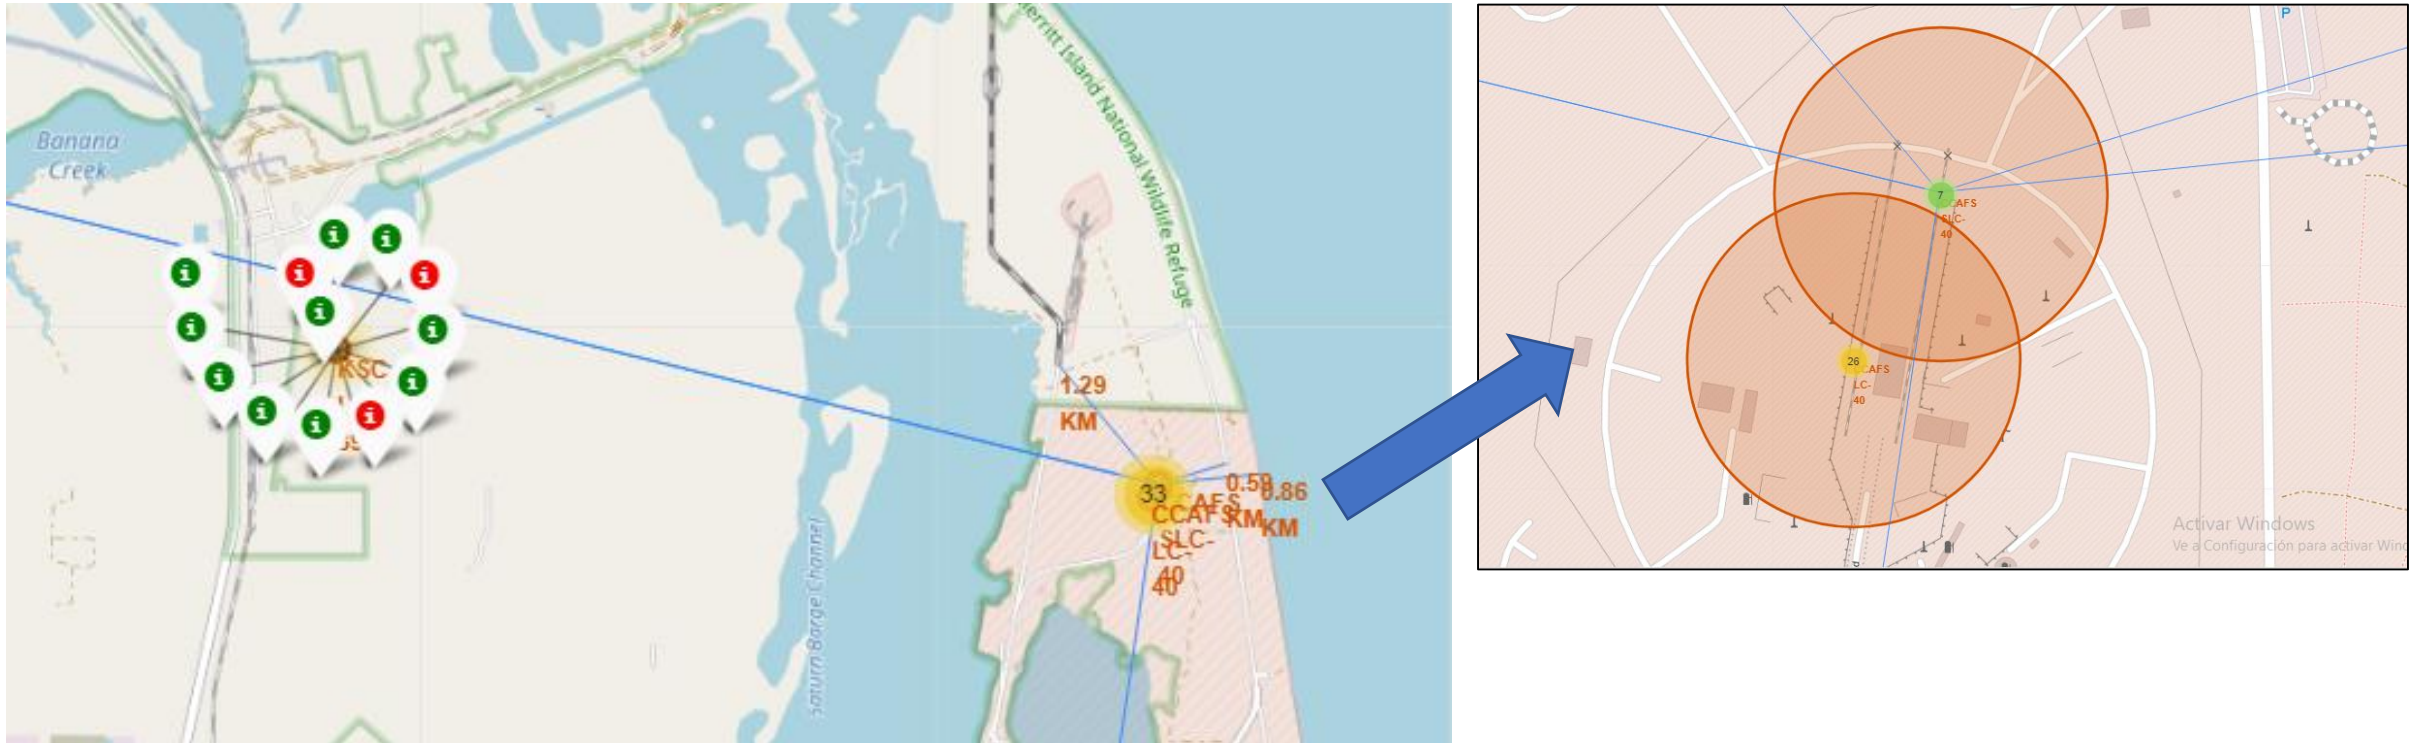 Banana
Creek
Merritt Island National Wildlife Refuge
KSC
Saturn Barge Channel
1.29
KM
33
0.59
0.86
KM
KM
CCAFS
SLC-
40
CCAFS
LC-
40
P
7
CCAFS
SLC-
40
26
CCAFS
LC-
40
Activar Windows
Ve a Configuración para activar